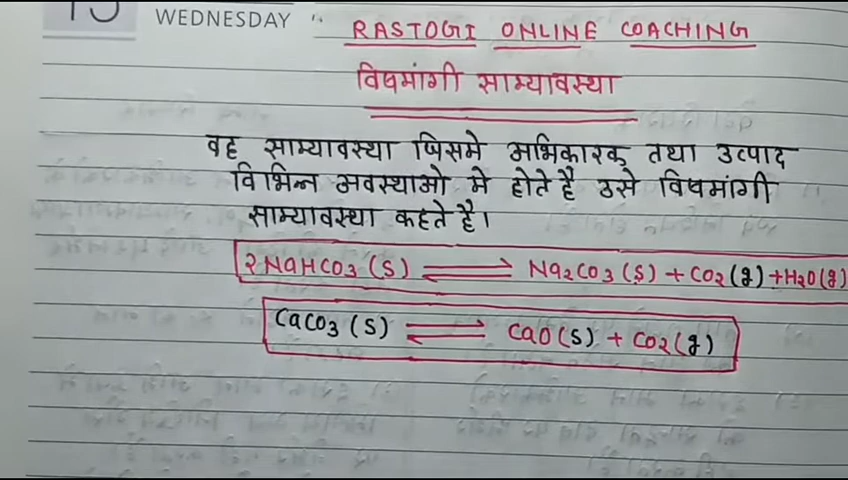 WEDNESDAY
RASTOGI ONLINE COACHING
विषमांगी साम्यावस्था
वह साम्यावस्था जिसमे अभिकारक तथा उत्पाद
विभिन्न अवस्थाओ मे होते है उसे विषमांगी
साम्यावस्था कहते है।
2NaHCO3 (s) ⇌ Na2CO3 (s) + CO2 (g) + H2O (g)
CaCO3 (s) ⇌ CaO(s) + CO2 (g)